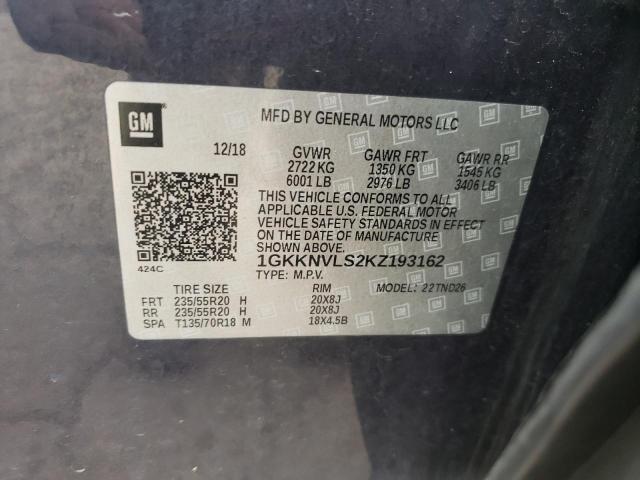 GM
MFD BY GENERAL MOTORS LLC
12/18 GVWR GAWR FRT GAWR RR
2722 KG 1350 KG 1545 KG
6001 LB 2976 LB 3406 LB
THIS VEHICLE CONFORMS TO ALL
APPLICABLE U.S. FEDERAL MOTOR
VEHICLE SAFETY STANDARDS IN EFFECT
ON THE DATE OF MANUFACTURE
SHOWN ABOVE.
424C
1GKKNVLS2KZ193162
TYPE: M.P.V.
TIRE SIZE RIM MODEL: 22TND26
FRT 235/55R20 H 20X8J
RR 235/55R20 H 20X8J
SPA T135/70R18 M 18X4.5B